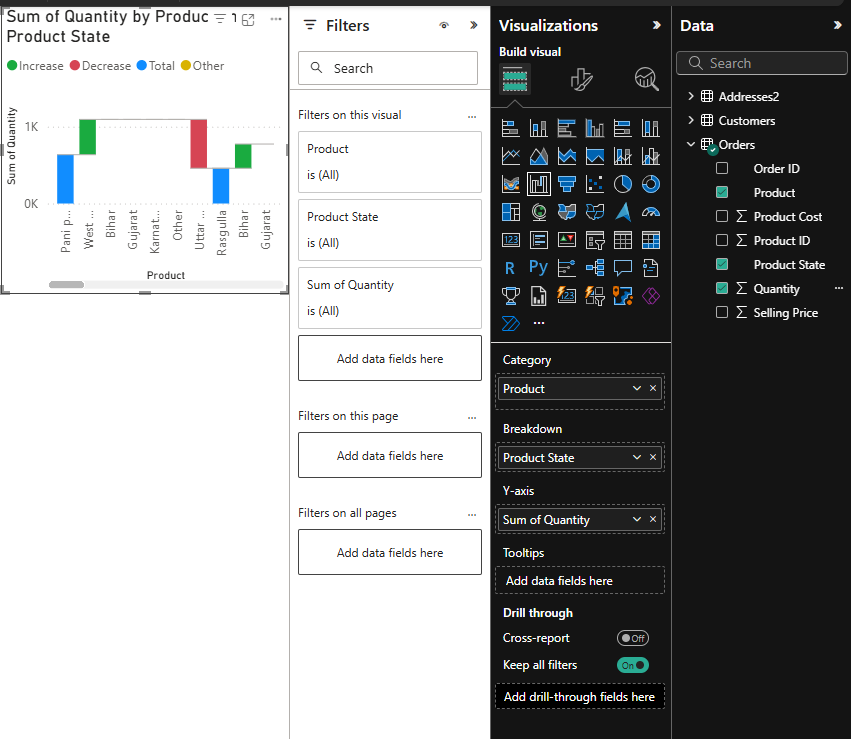 Sum of Quantity by Produc
Product State
Increase Decrease Total Other
Sum of Quantity
1K
0K
Pani p...
West ...
Bihar
Gujarat
Karnat...
Other
Uttar ...
Rasgulla
Bihar
Gujarat
Product
Filters
Search
Filters on this visual
...
Product
is (All)
Product State
is (All)
Sum of Quantity
is (All)
Add data fields here
Filters on this page
...
Add data fields here
Filters on all pages
...
Add data fields here
Visualizations
Build visual
123
R
Py
123
...
Category
Product
Breakdown
Product State
Y-axis
Sum of Quantity
Tooltips
Add data fields here
Drill through
Cross-report
Off
Keep all filters
On
Add drill-through fields here
Data
Search
Addresses2
Customers
Orders
Order ID
Product
Σ Product Cost
Σ Product ID
Product State
Σ Quantity
...
Σ Selling Price